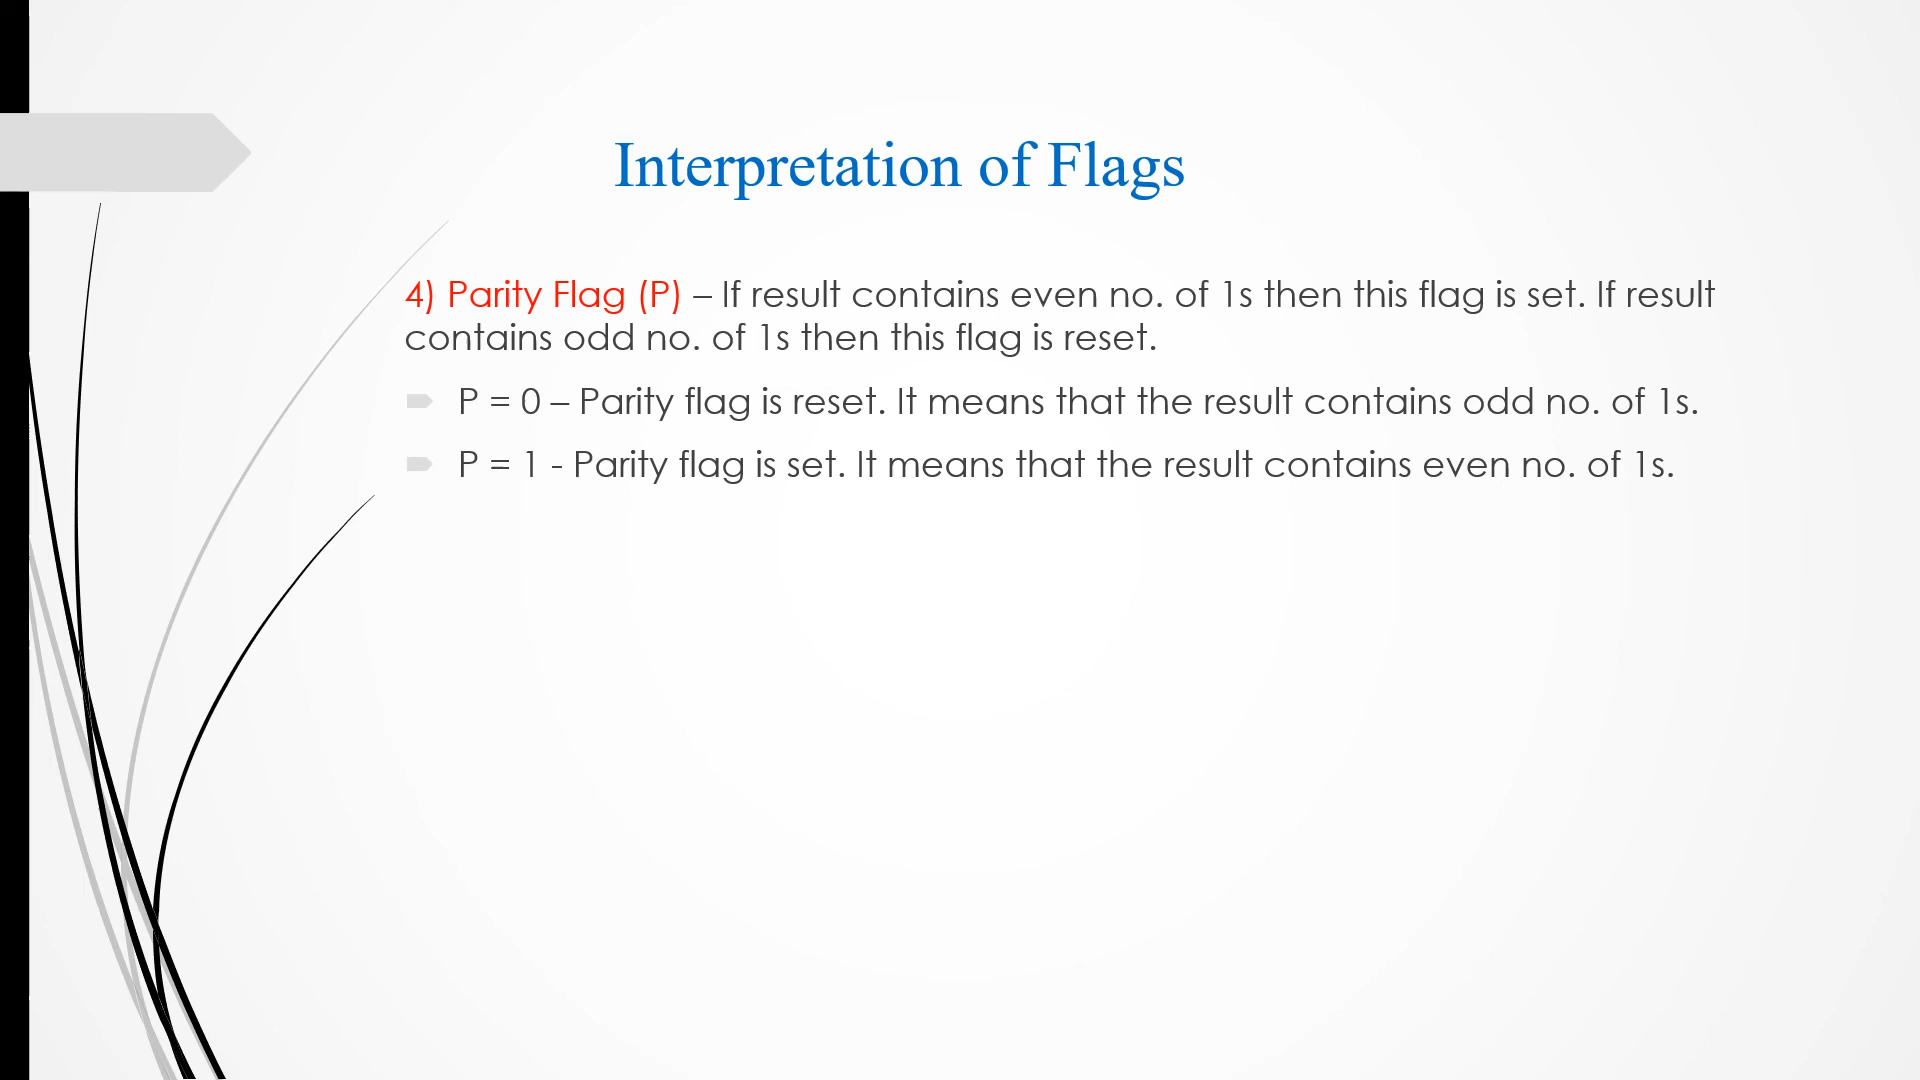 Interpretation of Flags
4) Parity Flag (P) – If result contains even no. of 1s then this flag is set. If result
contains odd no. of 1s then this flag is reset.
P = 0 – Parity flag is reset. It means that the result contains odd no. of 1s.
P = 1 - Parity flag is set. It means that the result contains even no. of 1s.